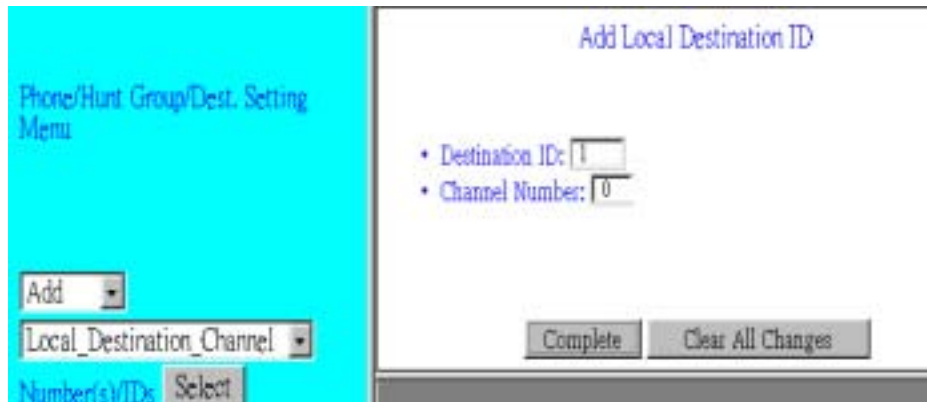 Phone/Hunt Group/Dest. Setting
Menu
Add
Local_Destination_Channel
Number(s)/IDs Select
Add Local Destination ID
• Destination ID: 1
• Channel Number: 0
Complete Clear All Changes